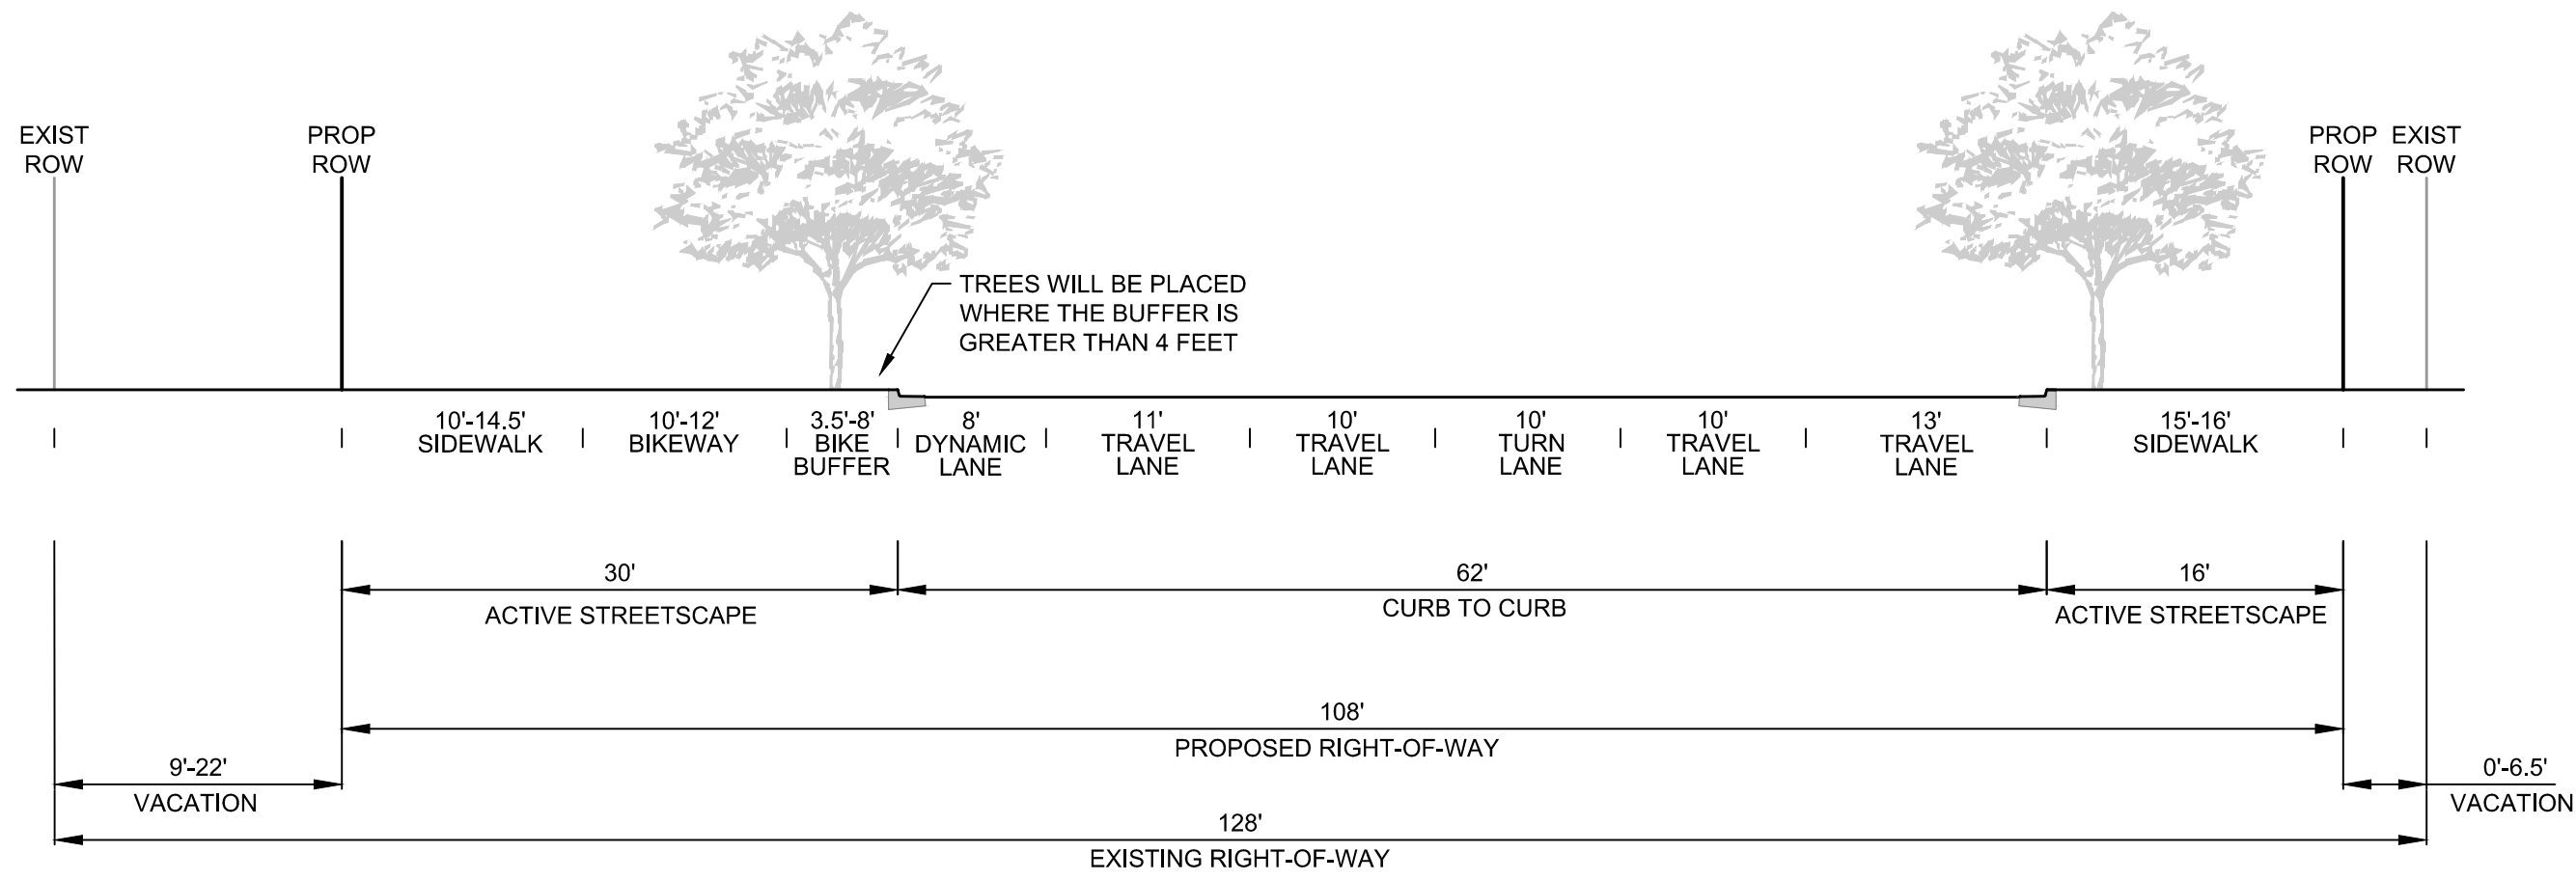 EXIST
ROW
PROP
ROW
PROP
ROW
EXIST
ROW
TREES WILL BE PLACED
WHERE THE BUFFER IS
GREATER THAN 4 FEET
10'-14.5'
SIDEWALK
10'-12'
BIKEWAY
3.5'-8'
BIKE
BUFFER
8'
DYNAMIC
LANE
11'
TRAVEL
LANE
10'
TRAVEL
LANE
10'
TURN
LANE
10'
TRAVEL
LANE
13'
TRAVEL
LANE
15'-16'
SIDEWALK
30'
ACTIVE STREETSCAPE
62'
CURB TO CURB
16'
ACTIVE STREETSCAPE
108'
PROPOSED RIGHT-OF-WAY
9'-22'
VACATION
0'-6.5'
VACATION
128'
EXISTING RIGHT-OF-WAY